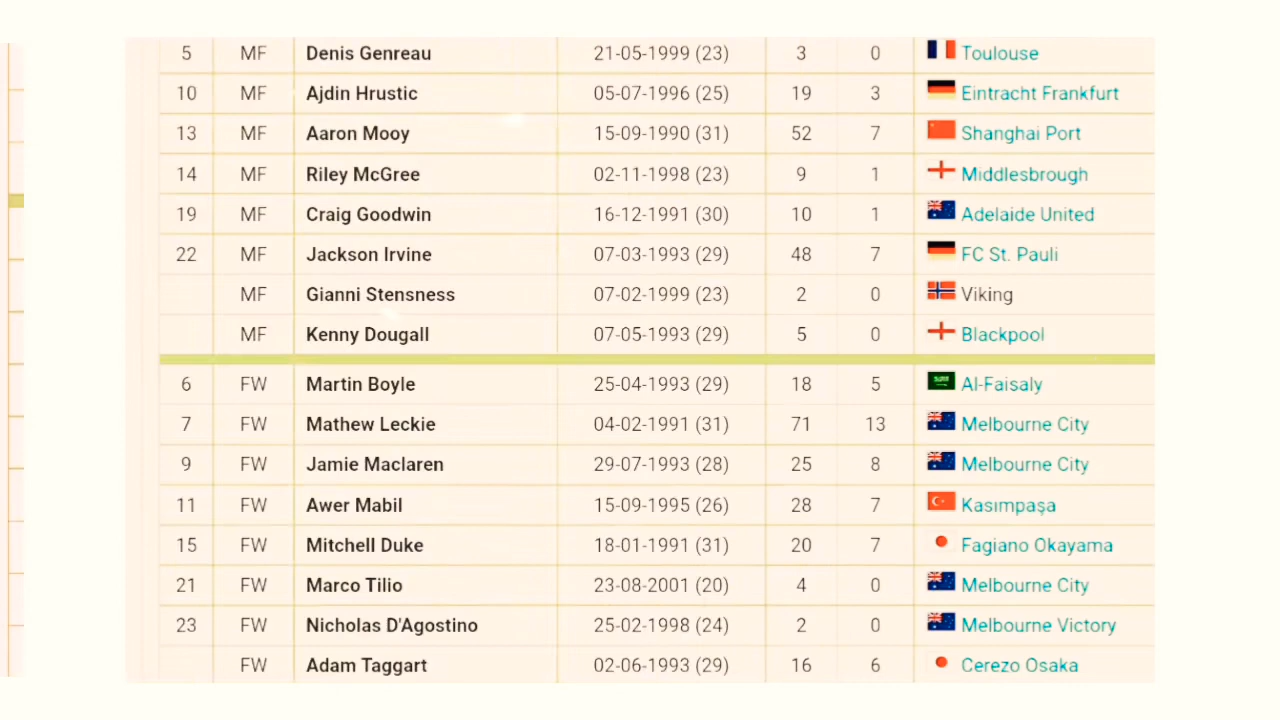 5 MF Denis Genreau 21-05-1999 (23) 3 0 Toulouse
10 MF Ajdin Hrustic 05-07-1996 (25) 19 3 Eintracht Frankfurt
13 MF Aaron Mooy 15-09-1990 (31) 52 7 Shanghai Port
14 MF Riley McGree 02-11-1998 (23) 9 1 Middlesbrough
19 MF Craig Goodwin 16-12-1991 (30) 10 1 Adelaide United
22 MF Jackson Irvine 07-03-1993 (29) 48 7 FC St. Pauli
MF Gianni Stensness 07-02-1999 (23) 2 0 Viking
MF Kenny Dougall 07-05-1993 (29) 5 0 Blackpool
6 FW Martin Boyle 25-04-1993 (29) 18 5 Al-Faisaly
7 FW Mathew Leckie 04-02-1991 (31) 71 13 Melbourne City
9 FW Jamie Maclaren 29-07-1993 (28) 25 8 Melbourne City
11 FW Awer Mabil 15-09-1995 (26) 28 7 Kasımpaşa
15 FW Mitchell Duke 18-01-1991 (31) 20 7 Fagiano Okayama
21 FW Marco Tilio 23-08-2001 (20) 4 0 Melbourne City
23 FW Nicholas D'Agostino 25-02-1998 (24) 2 0 Melbourne Victory
FW Adam Taggart 02-06-1993 (29) 16 6 Cerezo Osaka